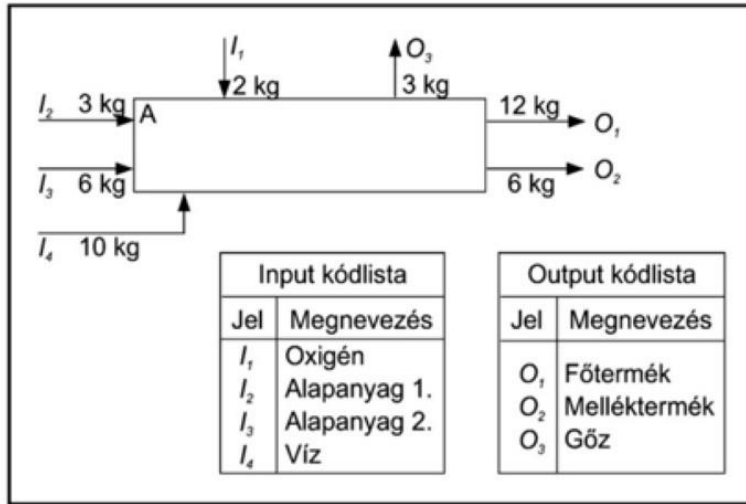 I₁
O₃
2 kg
3 kg
I₂ 3 kg
A
12 kg
O₁
I₃ 6 kg
6 kg
O₂
I₄ 10 kg
Input kódlista
Jel Megnevezés
I₁ Oxigén
I₂ Alapanyag 1.
I₃ Alapanyag 2.
I₄ Víz
Output kódlista
Jel Megnevezés
O₁ Főtermék
O₂ Melléktermék
O₃ Gőz